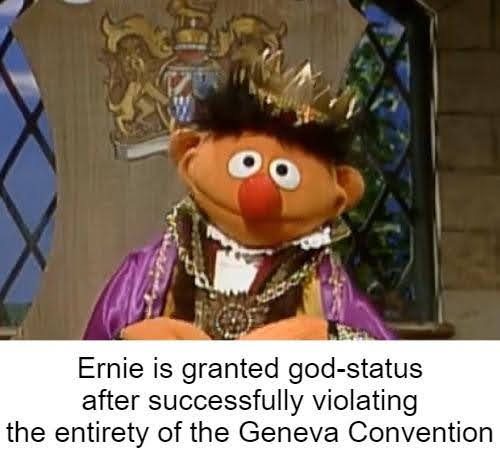 Ernie is granted god-status
after successfully violating
the entirety of the Geneva Convention